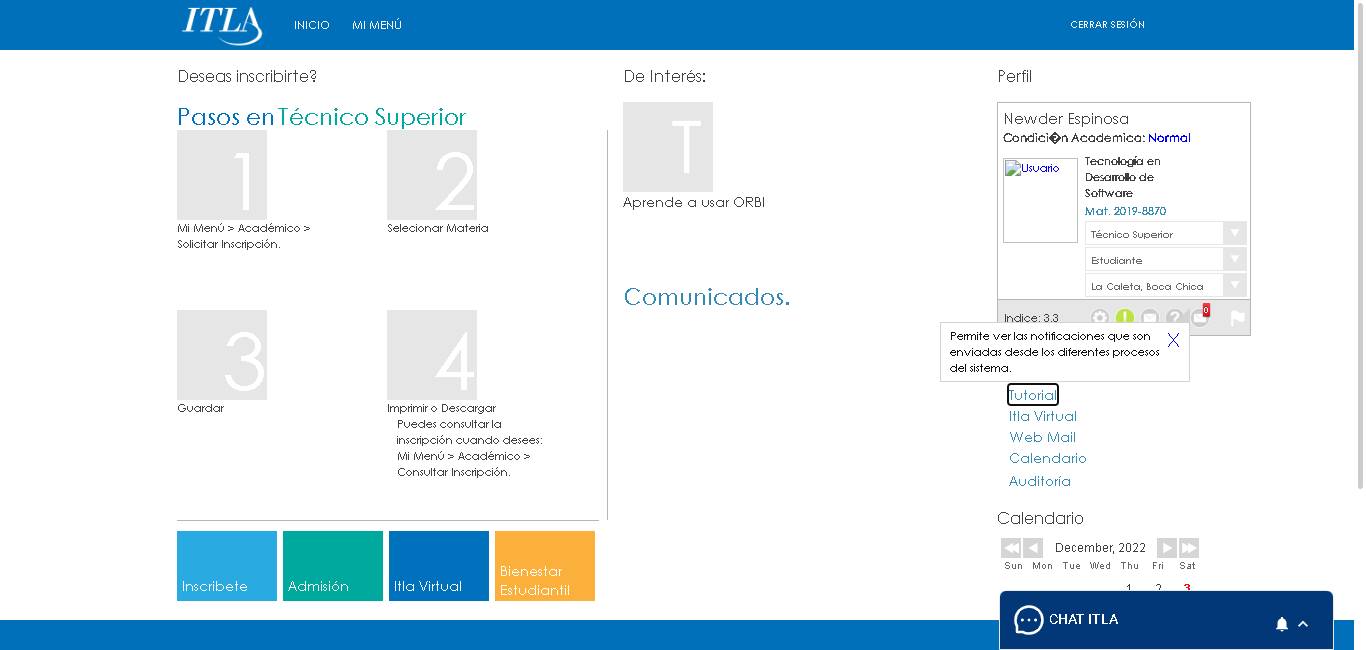 ITLA
INICIO
MI MENÚ
CERRAR SESIÓN
Deseas inscribirte?
Pasos en Técnico Superior
1
Mi Menú > Académico >
Solicitar Inscripción.
2
Selecionar Materia
3
Guardar
4
Imprimir o Descargar
Puedes consultar la
inscripción cuando desees:
Mi Menú > Académico >
Consultar Inscripción.
Inscribete
Admisión
Itla Virtual
Bienestar
Estudiantil
De Interés:
T
Aprende a usar ORBI
Comunicados.
Perfil
Newder Espinosa
Condici�n Academica: Normal
Usuario
Tecnología en
Desarrollo de
Software
Mat. 2019-8870
Técnico Superior
Estudiante
La Caleta, Boca Chica
Indice: 3.3
0
Permite ver las notificaciones que son
enviadas desde los diferentes procesos
del sistema.
X
Tutorial
Itla Virtual
Web Mail
Calendario
Auditoría
Calendario
December, 2022
Sun Mon Tue Wed Thu Fri Sat
1 2 3
CHAT ITLA